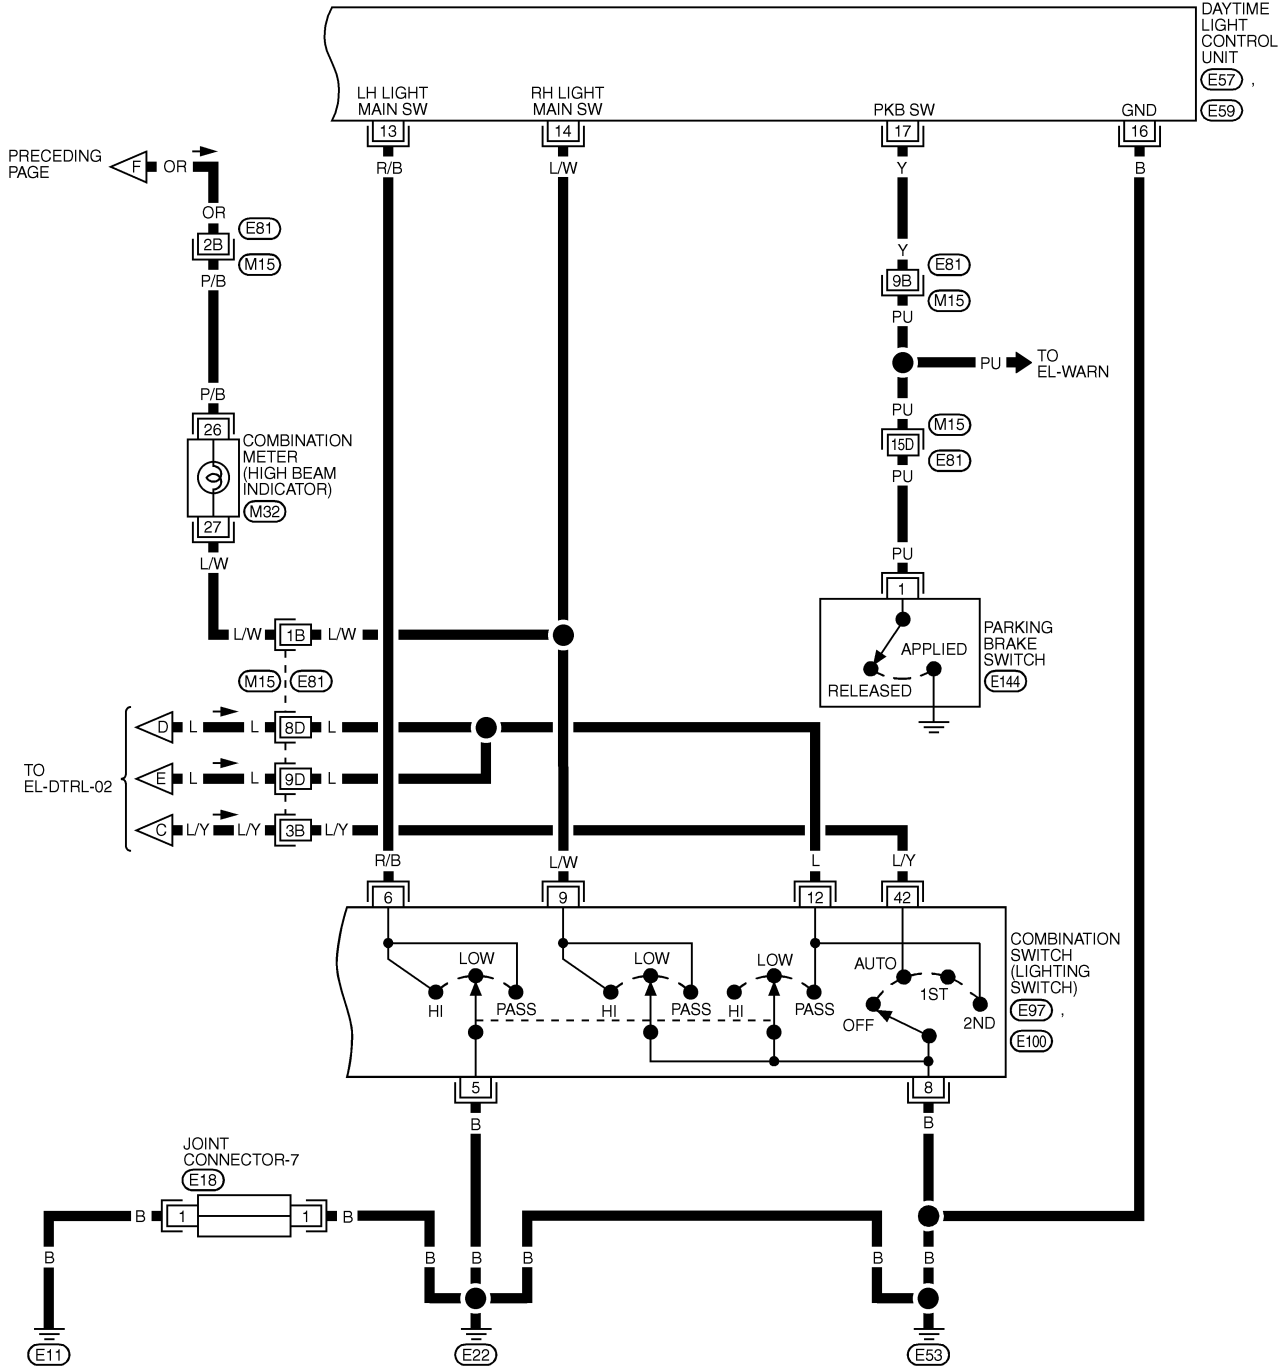 DAYTIME
LIGHT
CONTROL
UNIT
E57 ,
E59
LH LIGHT
MAIN SW
RH LIGHT
MAIN SW
PKB SW
GND
13
14
17
16
PRECEDING
PAGE
F
OR
R/B
L/W
Y
B
OR
2B
E81
M15
P/B
Y
9B
E81
M15
PU
PU
TO
EL-WARN
P/B
26
COMBINATION
METER
(HIGH BEAM
INDICATOR)
M32
27
L/W
PU
M15
15D
E81
PU
PU
1
PARKING
BRAKE
SWITCH
E144
APPLIED
RELEASED
L/W
1B
L/W
M15
E81
TO
EL-DTRL-02
D
L
L
8D
L
E
L
L
9D
L
C
L/Y
L/Y
3B
L/Y
R/B
L/W
L
L/Y
6
9
12
42
LOW
HI
PASS
LOW
HI
PASS
LOW
HI
PASS
AUTO
1ST
OFF
2ND
COMBINATION
SWITCH
(LIGHTING
SWITCH)
E97 ,
E100
5
8
B
B
JOINT
CONNECTOR-7
E18
B
1
1
B
B
B
B
B
B
B
E11
E22
E53